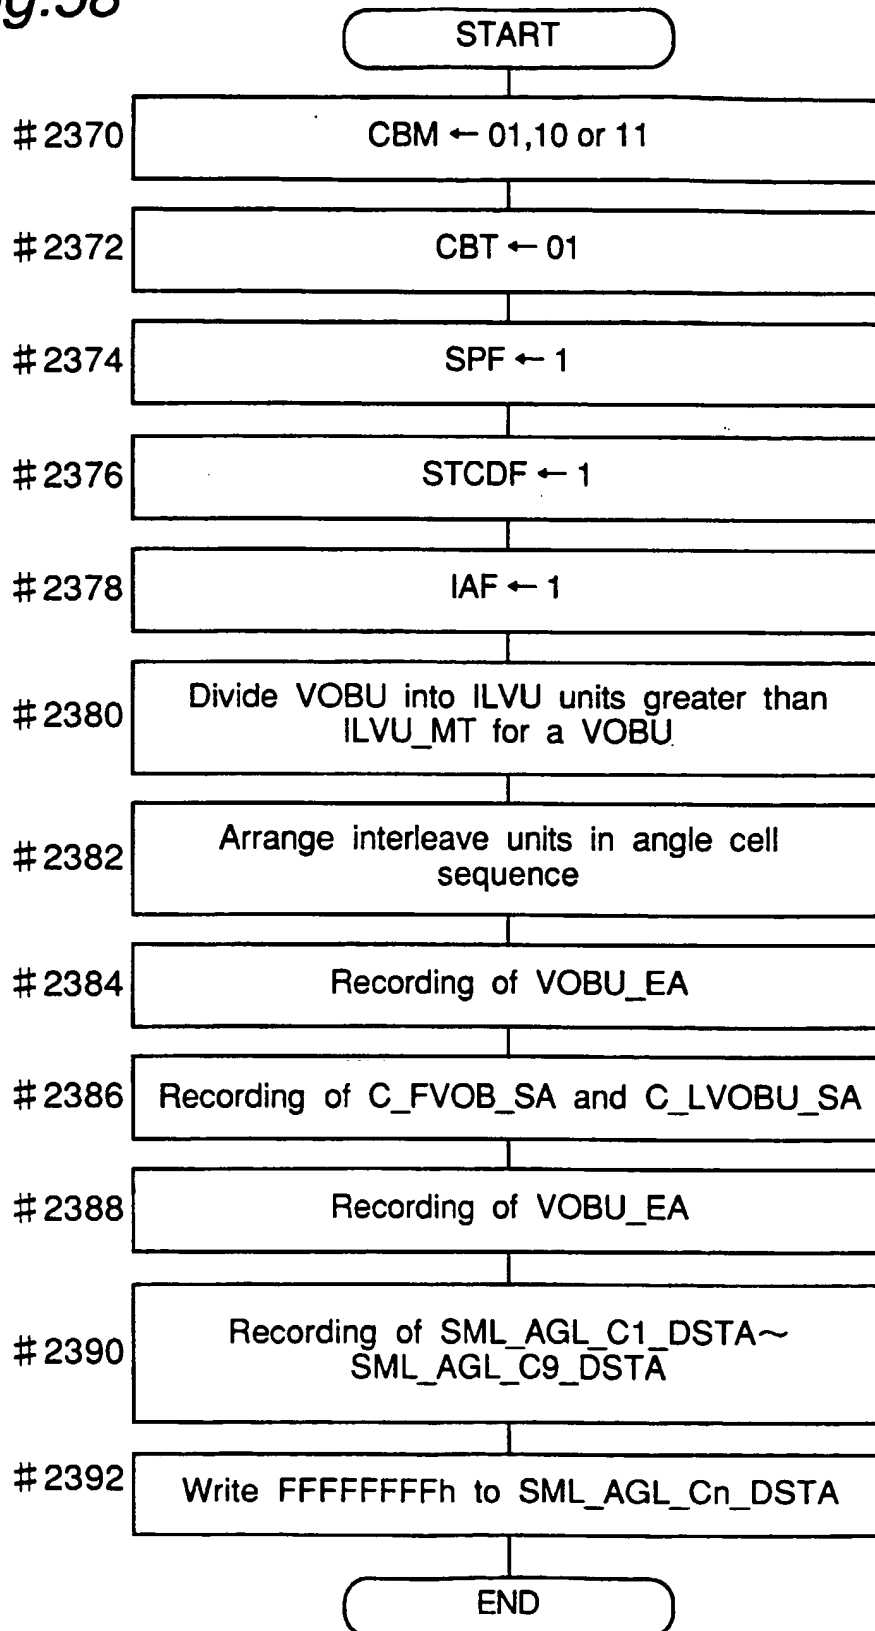 g.58
START
#2370
CBM ← 01,10 or 11
#2372
CBT ← 01
#2374
SPF ← 1
#2376
STCDF ← 1
#2378
IAF ← 1
#2380
Divide VOBU into ILVU units greater than
ILVU_MT for a VOBU
#2382
Arrange interleave units in angle cell
sequence
#2384
Recording of VOBU_EA
#2386
Recording of C_FVOB_SA and C_LVOBU_SA
#2388
Recording of VOBU_EA
#2390
Recording of SML_AGL_C1_DSTA~
SML_AGL_C9_DSTA
#2392
Write FFFFFFFFh to SML_AGL_Cn_DSTA
END